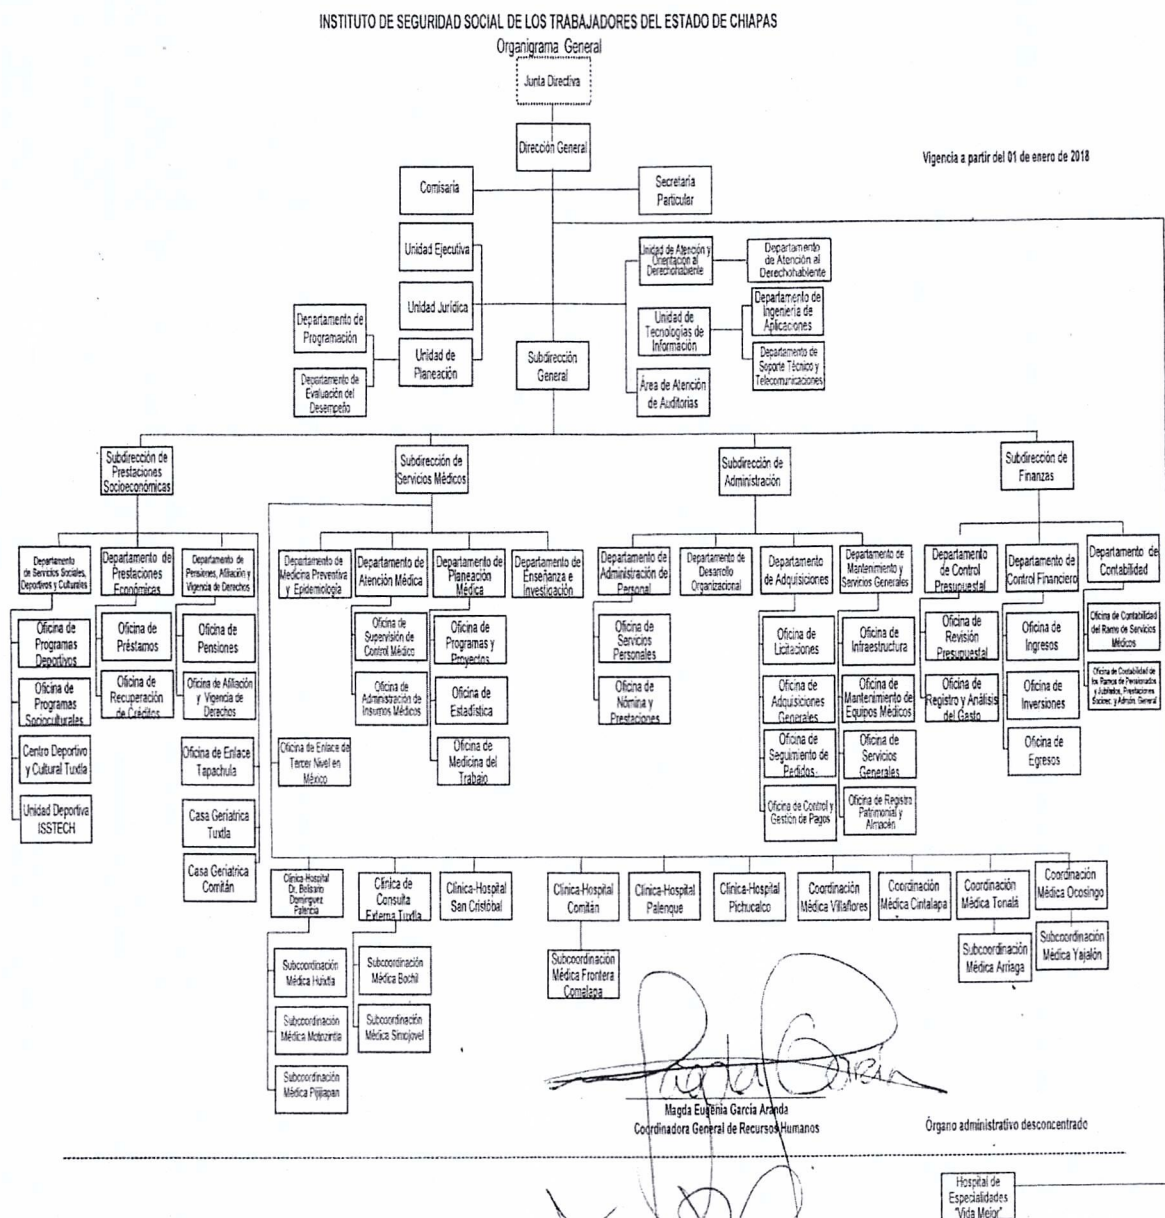 INSTITUTO DE SEGURIDAD SOCIAL DE LOS TRABAJADORES DEL ESTADO DE CHIAPAS
Organigrama General
Junta Directiva
Dirección General
Vigencia a partir del 01 de enero de 2018
Comisaría
Secretaría
Particular
Unidad Ejecutiva
Unidad de Atención y
Orientación al
Derechohabiente
Departamento
de Atención al
Derechohabiente
Unidad Jurídica
Unidad de
Tecnologías de
Información
Departamento de
Ingeniería de
Aplicaciones
Departamento de
Soporte Técnico y
Telecomunicaciones
Departamento de
Programación
Departamento de
Evaluación del
Desempeño
Unidad de
Planeación
Subdirección
General
Área de Atención
de Auditorias
Subdirección de
Prestaciones
Socioeconómicas
Subdirección de
Servicios Médicos
Subdirección de
Administración
Subdirección de
Finanzas
Departamento
de Servicios Sociales,
Deportivos y Culturales
Departamento de
Prestaciones
Económicas
Departamento de
Pensiones, Afiliación y
Vigencia de Derechos
Departamento de
Medicina Preventiva
y Epidemiología
Departamento de
Atención Médica
Departamento de
Planeación
Médica
Departamento de
Enseñanza e
Investigación
Departamento de
Administración de
Personal
Departamento de
Desarrollo
Organizacional
Departamento
de Adquisiciones
Departamento de
Mantenimiento y
Servicios Generales
Departamento
de Control
Presupuestal
Departamento de
Control Financiero
Departamento de
Contabilidad
Oficina de
Programas
Deportivos
Oficina de
Préstamos
Oficina de
Pensiones
Oficina de
Supervisión de
Control Médico
Oficina de
Programas y
Proyectos
Oficina de
Servicios
Personales
Oficina de
Licitaciones
Oficina de
Infraestructura
Oficina de
Revisión
Presupuestal
Oficina de
Ingresos
Oficina de Contabilidad
del Ramo de Servicios
Médicos
Oficina de
Programas
Socioculturales
Oficina de
Recuperación
de Créditos
Oficina de Afiliación
y Vigencia de
Derechos
Oficina de
Administración de
Insumos Médicos
Oficina de
Estadística
Oficina de
Nómina y
Prestaciones
Oficina de
Adquisiciones
Generales
Oficina de
Mantenimiento de
Equipos Médicos
Oficina de
Registro y Análisis
del Gasto
Oficina de
Inversiones
Oficina de Contabilidad de
los Ramos de Pensionados
y Jubilados, Prestaciones
Socioec. y Admón. General
Centro Deportivo
y Cultural Tuxtla
Oficina de Enlace
Tapachula
Oficina de Enlace de
Tercer Nivel en
México
Oficina de
Medicina del
Trabajo
Oficina de
Seguimiento de
Pedidos
Oficina de
Servicios
Generales
Oficina de
Egresos
Unidad Deportiva
ISSTECH
Casa Geriatrica
Tuxtla
Oficina de Control y
Gestión de Pagos
Oficina de Registro
Patrimonial y
Almacén
Casa Geriatrica
Comitán
Clínica-Hospital
Dr. Belisario
Domínguez
Palencia
Clínica de
Consulta
Externa Tuxtla
Clínica-Hospital
San Cristóbal
Clínica-Hospital
Comitán
Clínica-Hospital
Palenque
Clínica-Hospital
Pichucalco
Coordinación
Médica Villaflores
Coordinación
Médica Cintalapa
Coordinación
Médica Tonalá
Coordinación
Médica Ocosingo
Subcoordinación
Médica Huixtla
Subcoordinación
Médica Bochil
Subcoordinación
Médica Frontera
Comalapa
Subcoordinación
Médica Arriaga
Subcoordinación
Médica Yajalón
Subcoordinación
Médica Motozintla
Subcoordinación
Médica Simojovel
Subcoordinación
Médica Pijijiapan
Magda Eugenia García Aranda
Coordinadora General de Recursos Humanos
Órgano administrativo desconcentrado
Hospital de
Especialidades
"Vida Mejor"